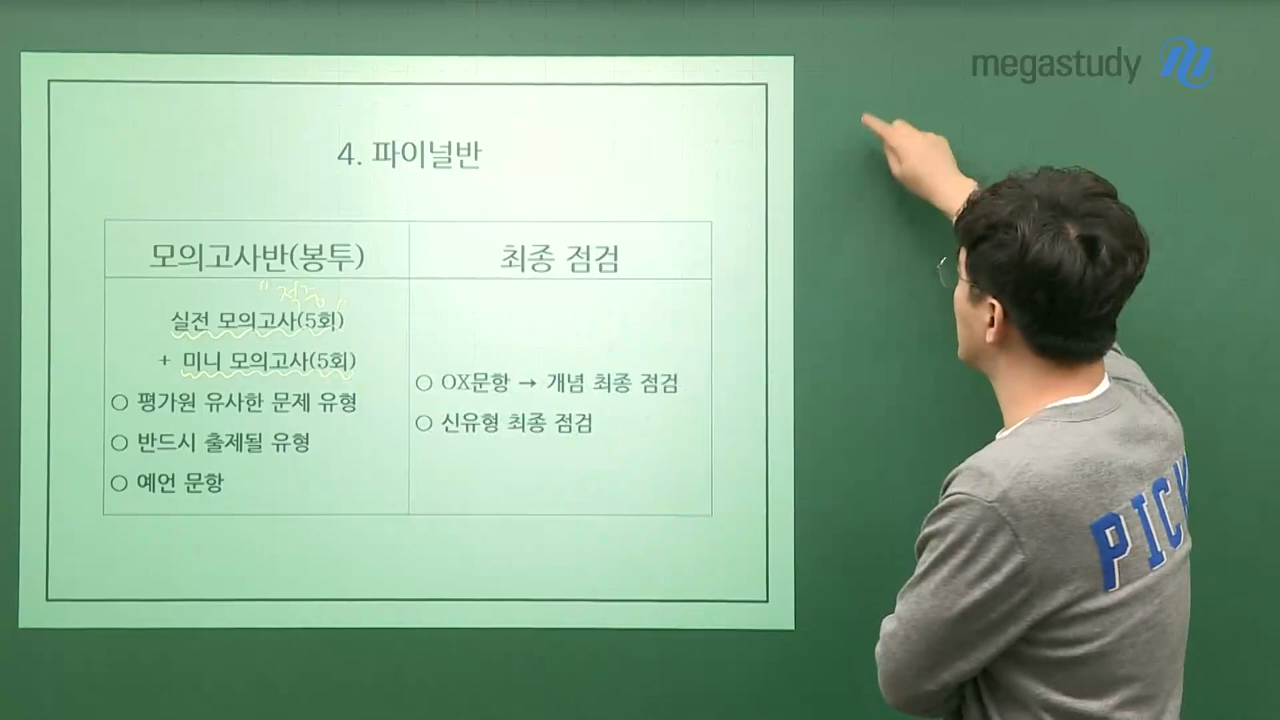 megastudy
4. 파이널반
모의고사반(봉투)
최종 점검
"적중"
실전 모의고사(5회)
+ 미니 모의고사(5회)
○ 평가원 유사한 문제 유형
○ 반드시 출제될 유형
○ 예언 문항
○ OX문항 → 개념 최종 점검
○ 신유형 최종 점검
PICK